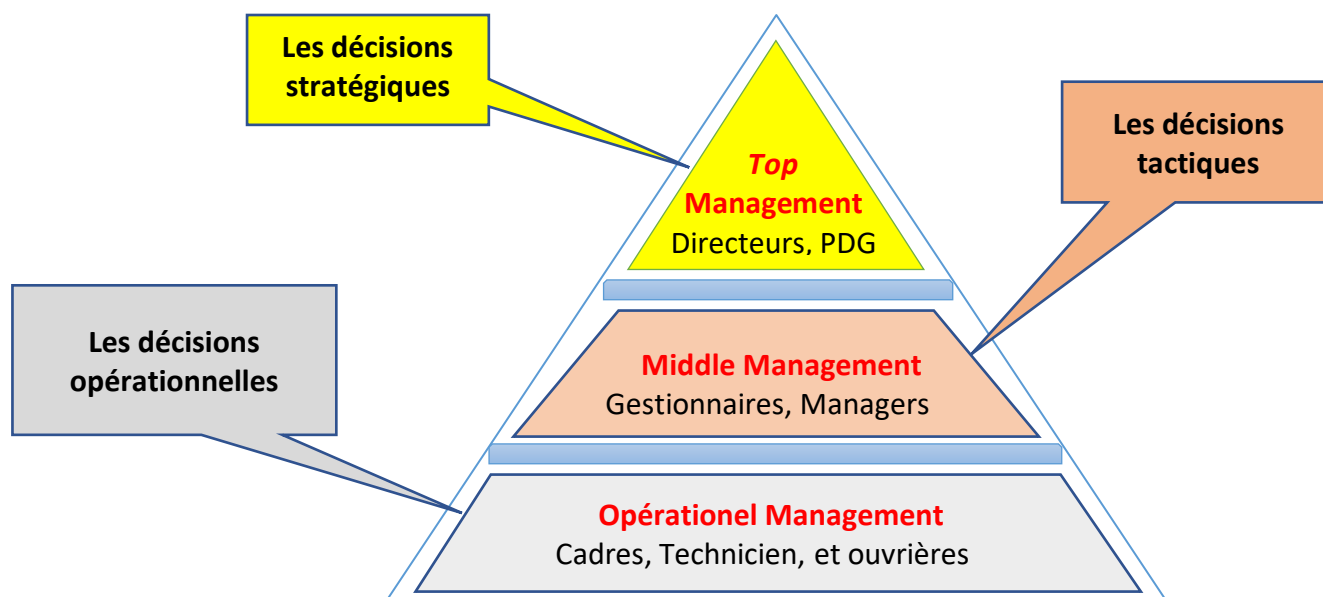 Les décisions
stratégiques
Les décisions
tactiques
Top
Management
Directeurs, PDG
Les décisions
opérationnelles
Middle Management
Gestionnaires, Managers
Opérationel Management
Cadres, Technicien, et ouvrières